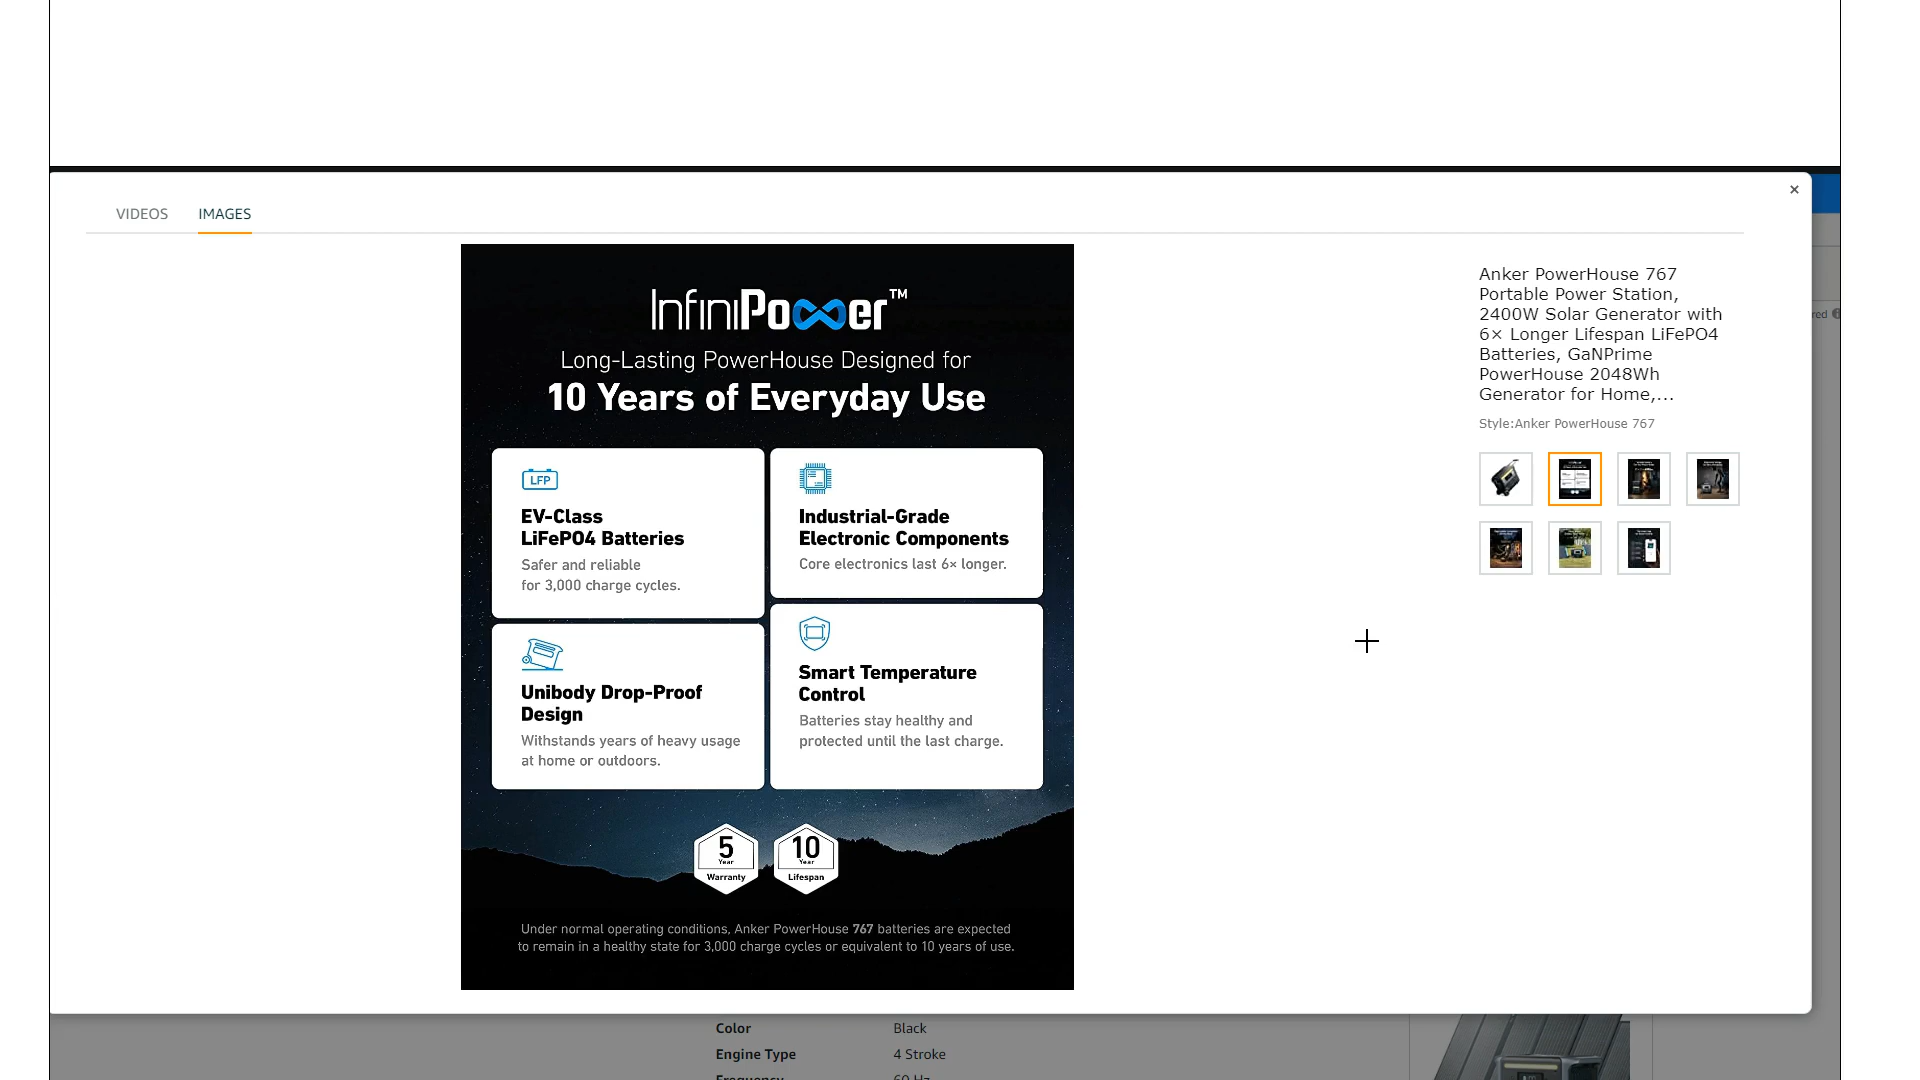 VIDEOS IMAGES
×
InfiniPower™
Long-Lasting PowerHouse Designed for
10 Years of Everyday Use
LFP
EV-Class
LiFePO4 Batteries
Safer and reliable
for 3,000 charge cycles.
Industrial-Grade
Electronic Components
Core electronics last 6× longer.
Unibody Drop-Proof
Design
Withstands years of heavy usage
at home or outdoors.
Smart Temperature
Control
Batteries stay healthy and
protected until the last charge.
5
Year
Warranty
10
Year
Lifespan
Under normal operating conditions, Anker PowerHouse 767 batteries are expected
to remain in a healthy state for 3,000 charge cycles or equivalent to 10 years of use.
Anker PowerHouse 767
Portable Power Station,
2400W Solar Generator with
6× Longer Lifespan LiFePO4
Batteries, GaNPrime
PowerHouse 2048Wh
Generator for Home,...
Style:Anker PowerHouse 767
red
Color Black
Engine Type 4 Stroke
Frequency 60 Hz